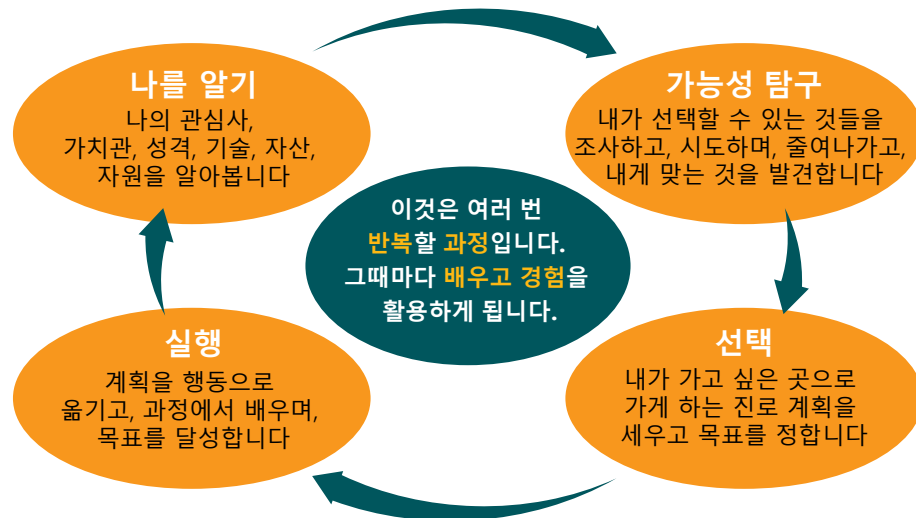 나를 알기
나의 관심사,
가치관, 성격, 기술, 자산,
자원을 알아봅니다
가능성 탐구
내가 선택할 수 있는 것들을
조사하고, 시도하며, 줄여나가고,
내게 맞는 것을 발견합니다
이것은 여러 번
반복할 과정입니다.
그때마다 배우고 경험을
활용하게 됩니다.
실행
계획을 행동으로
옮기고, 과정에서 배우며,
목표를 달성합니다
선택
내가 가고 싶은 곳으로
가게 하는 진로 계획을
세우고 목표를 정합니다